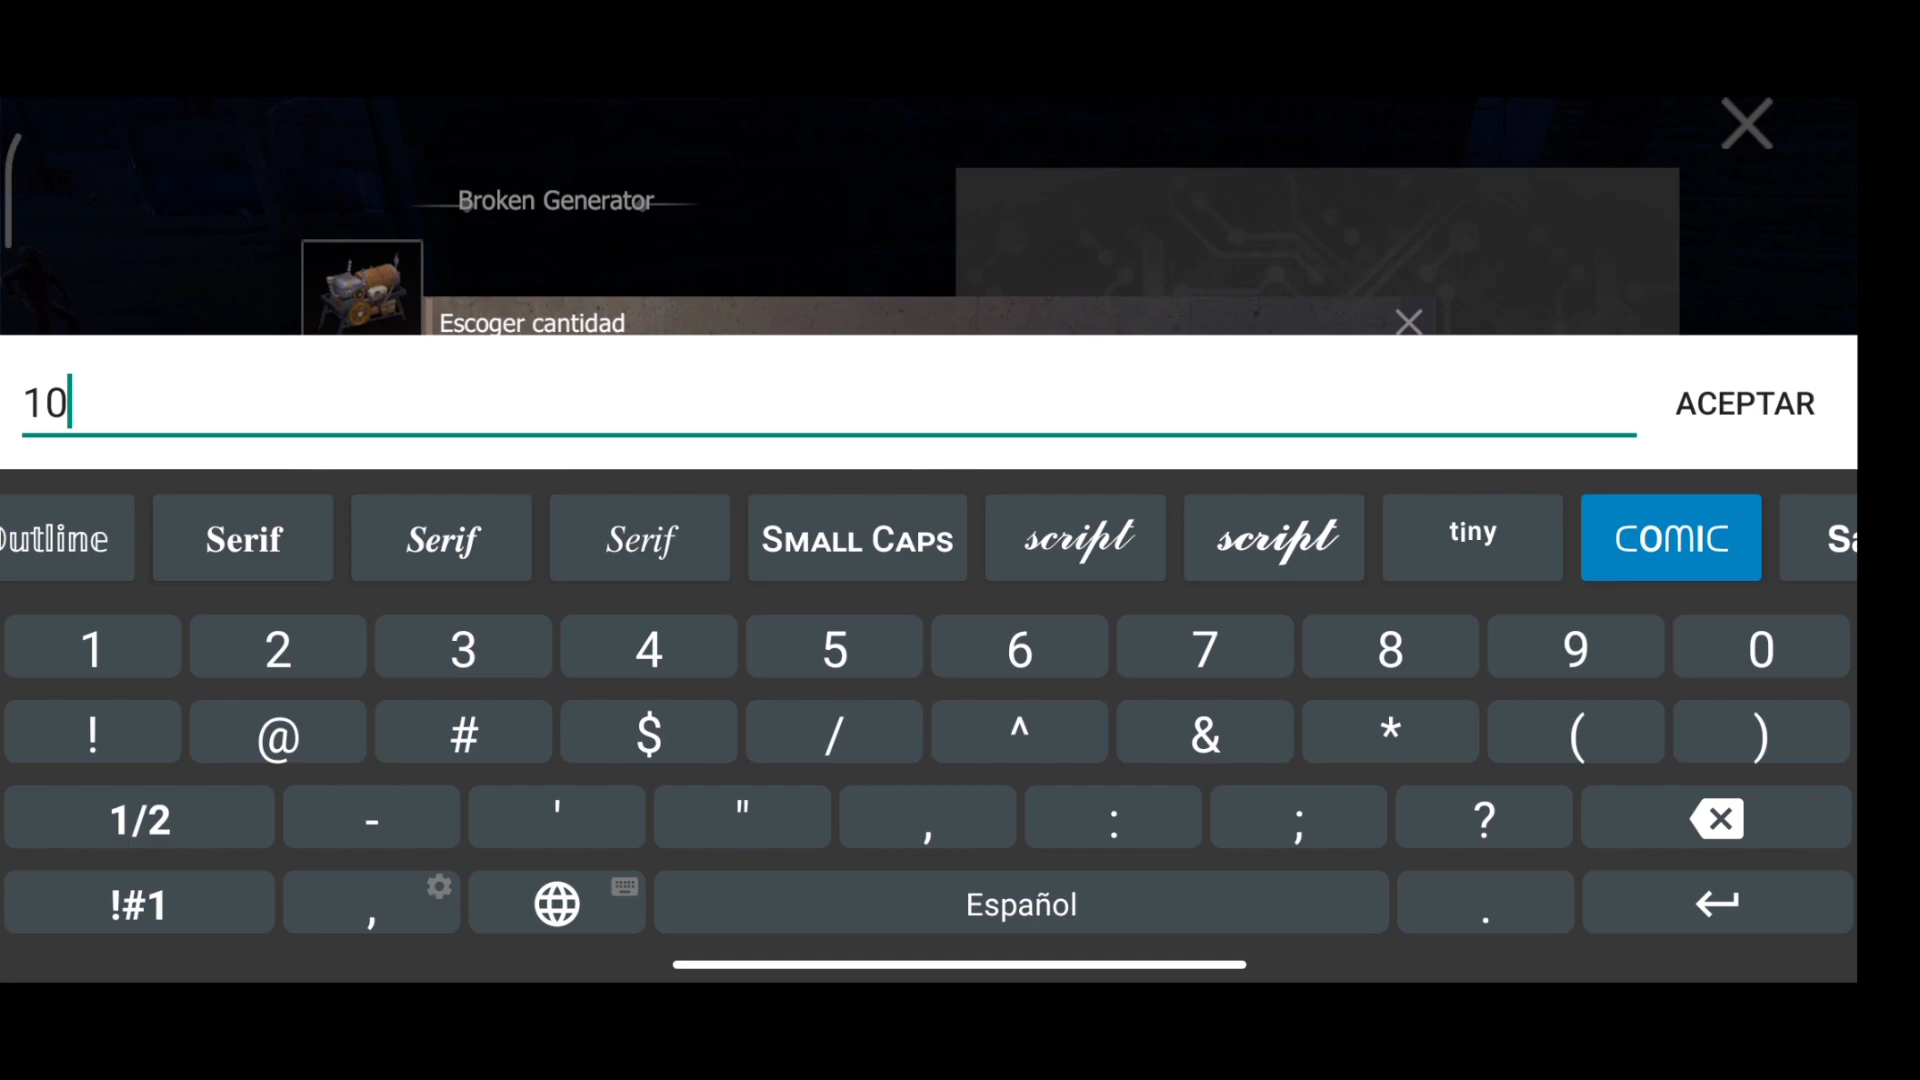 Broken Generator
Escoger cantidad
10
ACEPTAR
Outline Serif Serif Serif SMALL CAPS script script tiny COMIC
1 2 3 4 5 6 7 8 9 0
! @ # $ / ^ & * ( )
1/2 - ' " , : ; ?
!#1 , Español .